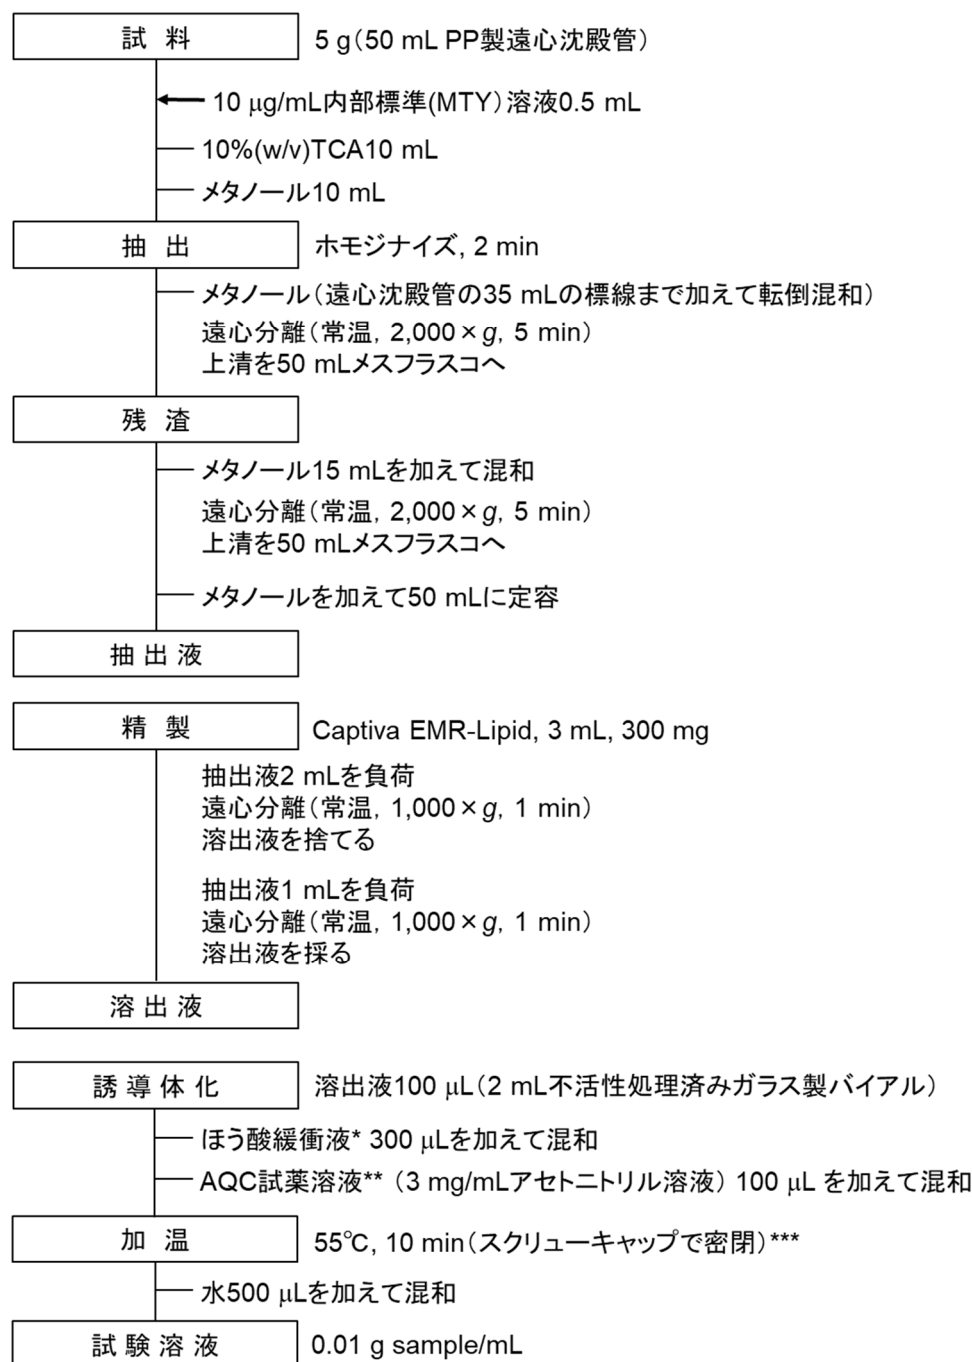 試 料 5 g(50 mL PP製遠心沈殿管)
10 μg/mL内部標準(MTY)溶液0.5 mL
10%(w/v)TCA10 mL
メタノール10 mL
抽 出 ホモジナイズ, 2 min
メタノール(遠心沈殿管の35 mLの標線まで加えて転倒混和)
遠心分離(常温, 2,000×g, 5 min)
上清を50 mLメスフラスコへ
残 渣
メタノール15 mLを加えて混和
遠心分離(常温, 2,000×g, 5 min)
上清を50 mLメスフラスコへ
メタノールを加えて50 mLに定容
抽 出 液
精 製 Captiva EMR-Lipid, 3 mL, 300 mg
抽出液2 mLを負荷
遠心分離(常温, 1,000×g, 1 min)
溶出液を捨てる
抽出液1 mLを負荷
遠心分離(常温, 1,000×g, 1 min)
溶出液を採る
溶 出 液
誘 導 体 化 溶出液100 μL(2 mL不活性処理済みガラス製バイアル)
ほう酸緩衝液* 300 μLを加えて混和
AQC試薬溶液** (3 mg/mLアセトニトリル溶液) 100 μL を加えて混和
加 温 55℃, 10 min(スクリューキャップで密閉)***
水500 μLを加えて混和
試 験 溶 液 0.01 g sample/mL